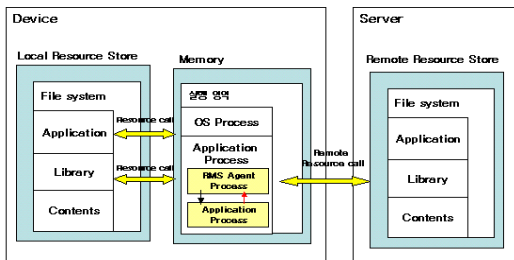 Device
Server
Local Resource Store
Memory
Remote Resource Store
File system
Application
Library
Contents
Resource call
Resource call
실행 영역
OS Process
Application
Process
RMS Agent
Process
Application
Process
Remote
Resource call
File system
Application
Library
Contents